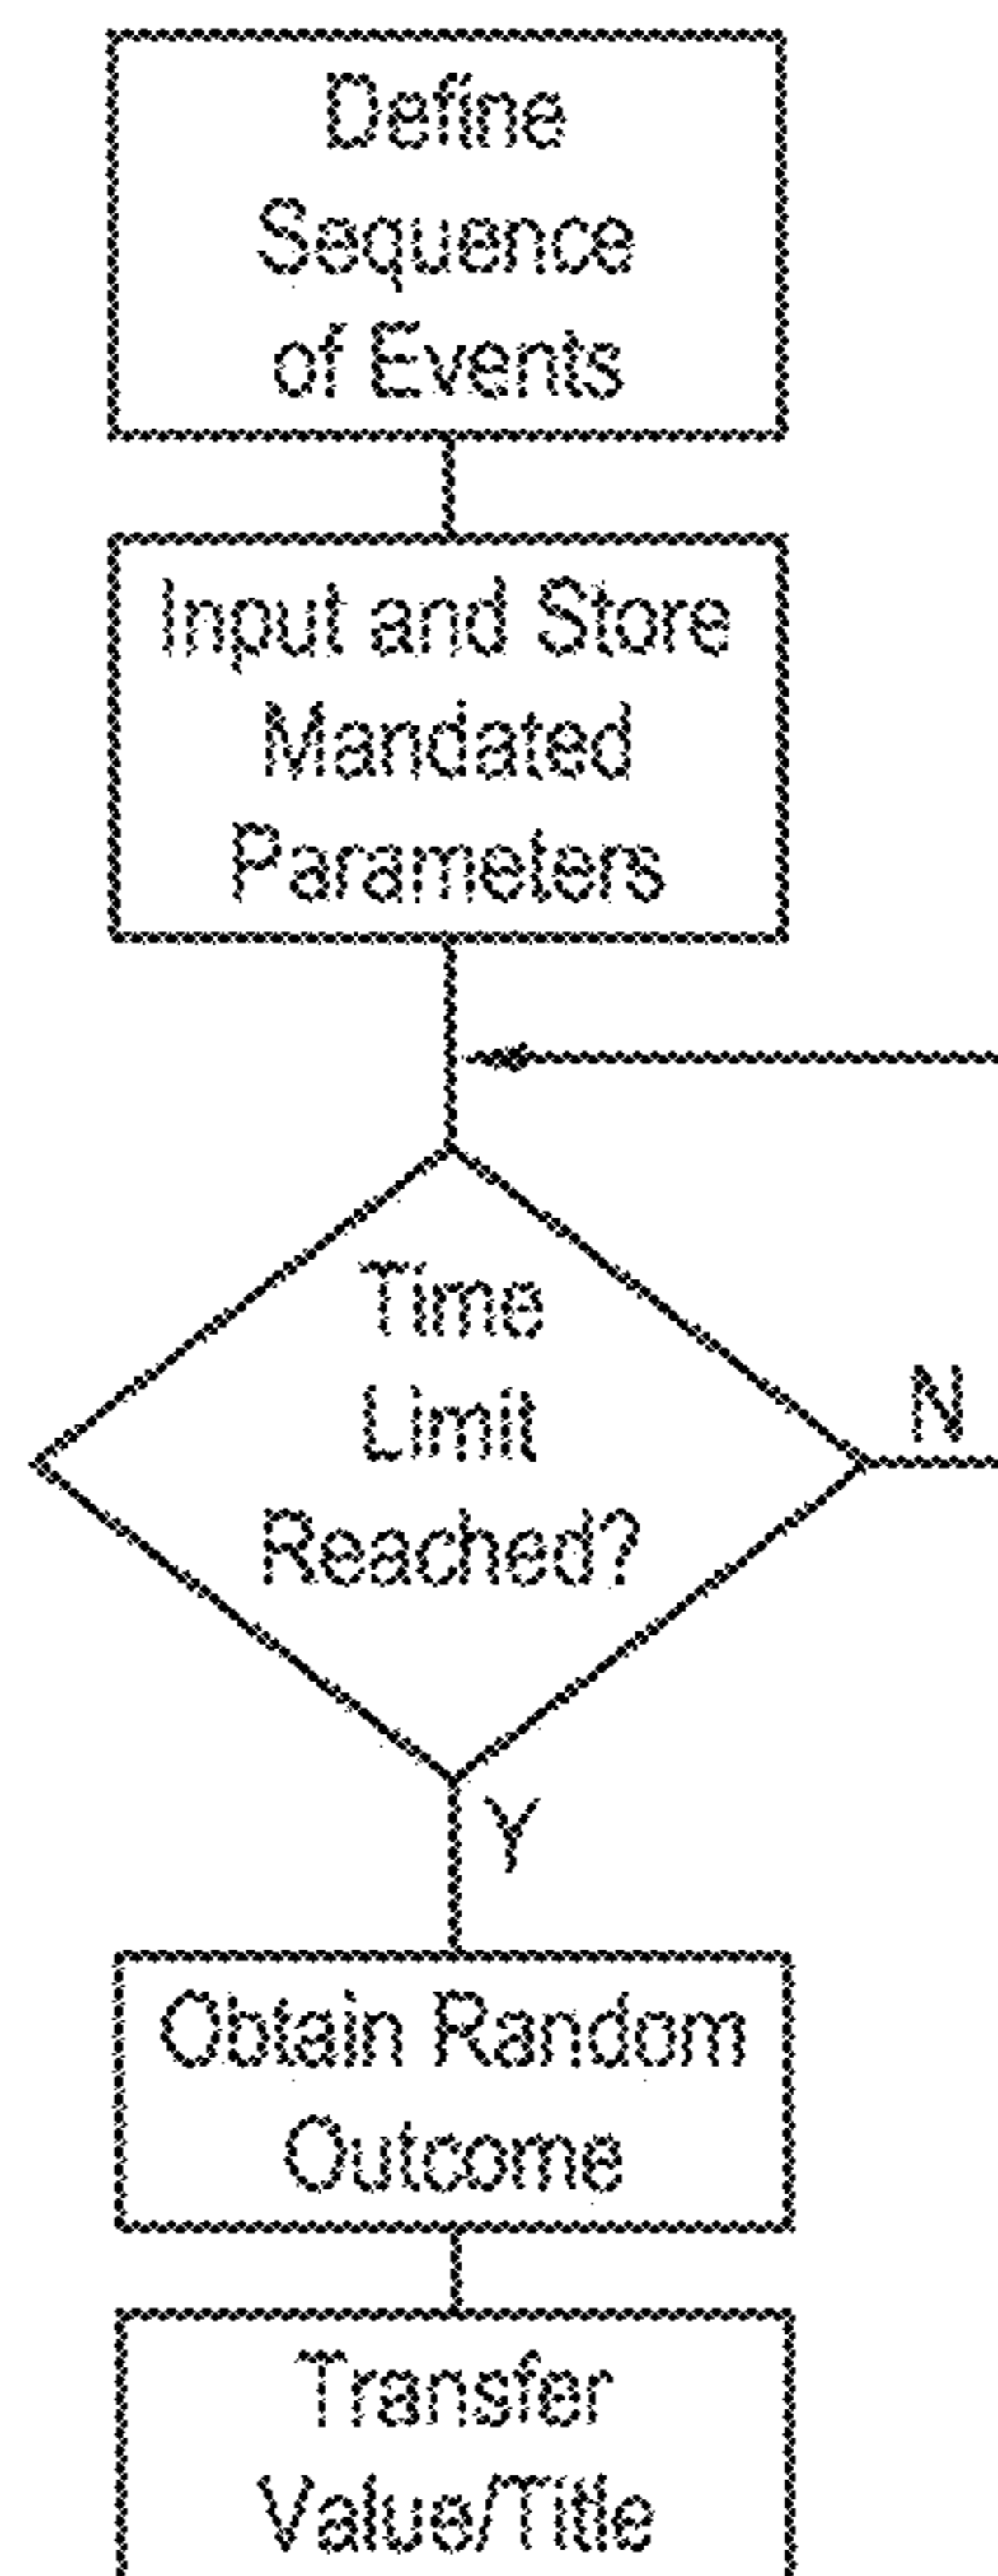 Define
Sequence
of Events
Input and Store
Mandated
Parameters
Time
Limit
Reached?
N
Y
Obtain Random
Outcome
Transfer
Value/Title